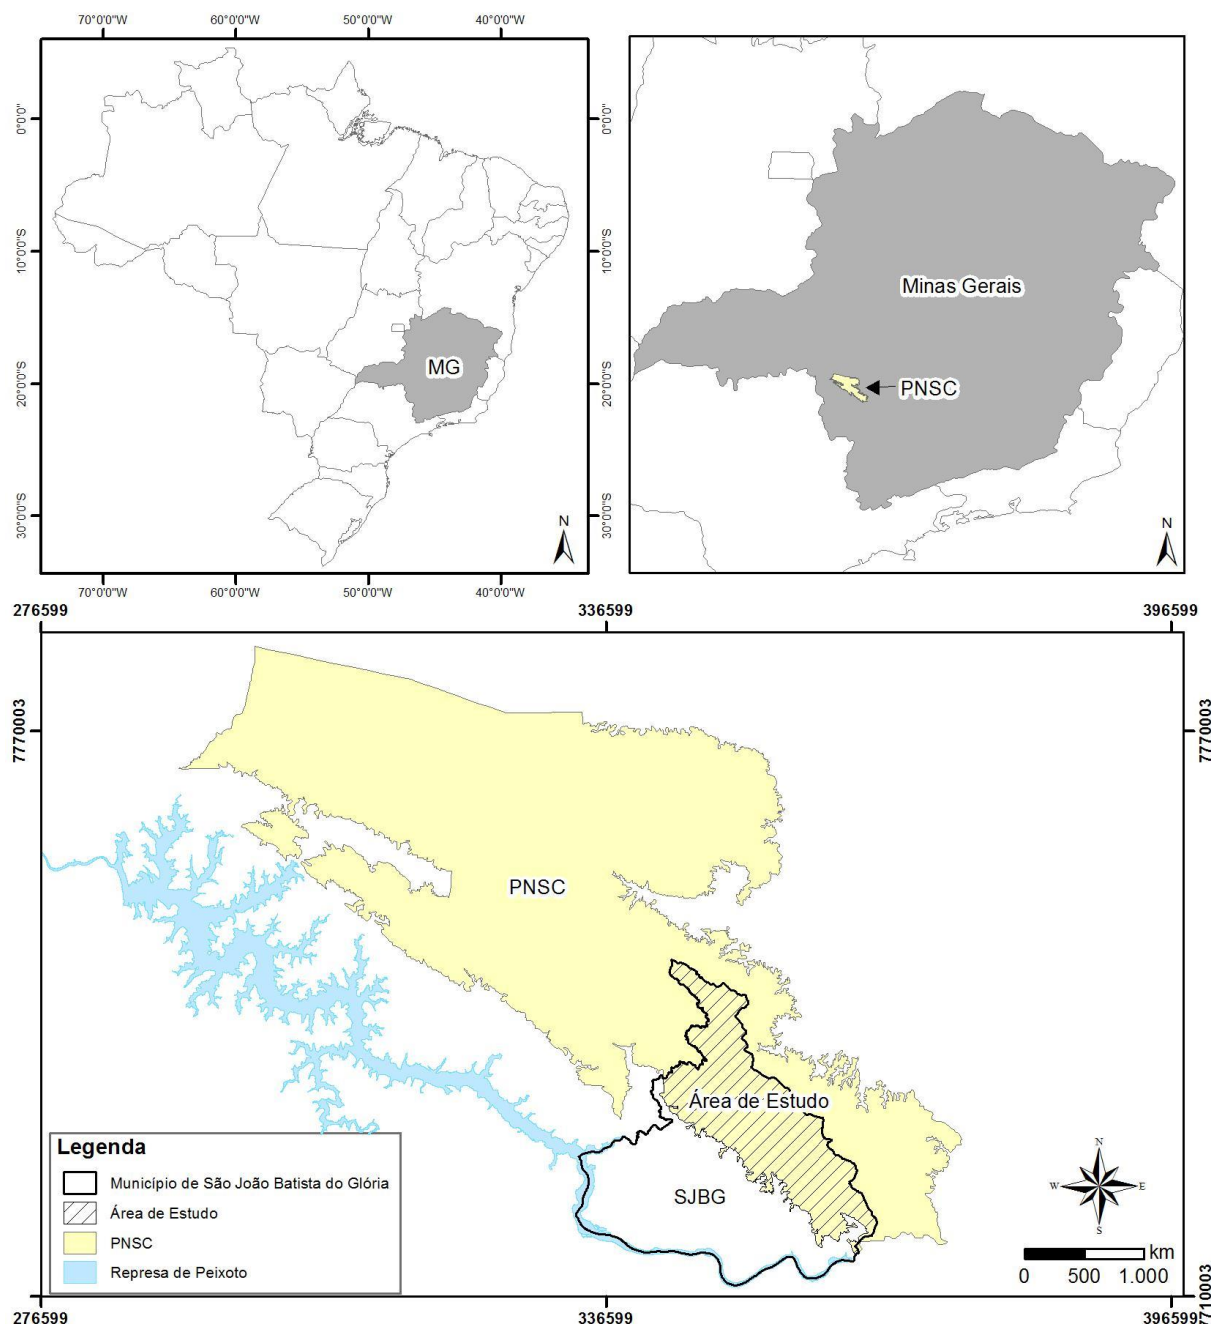 70°0'0"W 60°0'0"W 50°0'0"W 40°0'0"W
0°0'0"
10°0'0"S
20°0'0"S
30°0'0"S
MG
N
70°0'0"W 60°0'0"W 50°0'0"W 40°0'0"W
0°0'0"
10°0'0"S
20°0'0"S
30°0'0"S
Minas Gerais
PNSC
N
276599 336599 396599
7770003
7770003
PNSC
Área de Estudo
SJBG
Legenda
Município de São João Batista do Glória
Área de Estudo
PNSC
Represa de Peixoto
N
W E
S
km
0 500 1.000
7710003
276599 336599 396599